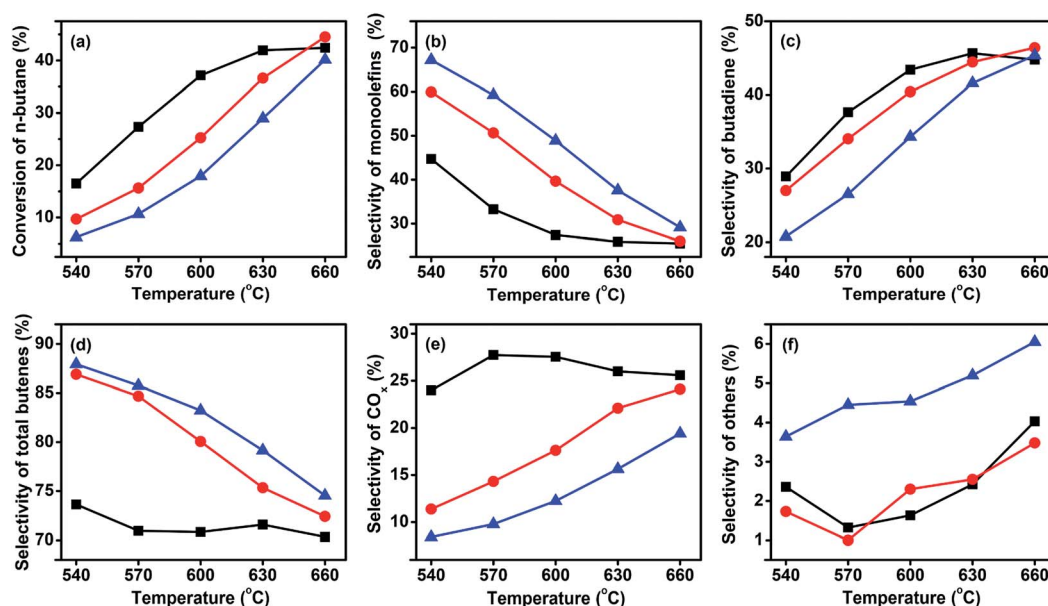 (a)
Conversion of n-butane (%)
40
30
20
10
540 570 600 630 660
Temperature (°C)
(b)
Selectivity of monoolefins (%)
70
60
50
40
30
540 570 600 630 660
Temperature (°C)
(c)
Selectivity of butadiene (%)
50
40
30
20
540 570 600 630 660
Temperature (°C)
(d)
Selectivity of total butenes (%)
90
85
80
75
70
540 570 600 630 660
Temperature (°C)
(e)
Selectivity of COₓ (%)
30
25
20
15
10
540 570 600 630 660
Temperature (°C)
(f)
Selectivity of others (%)
6
5
4
3
2
1
540 570 600 630 660
Temperature (°C)